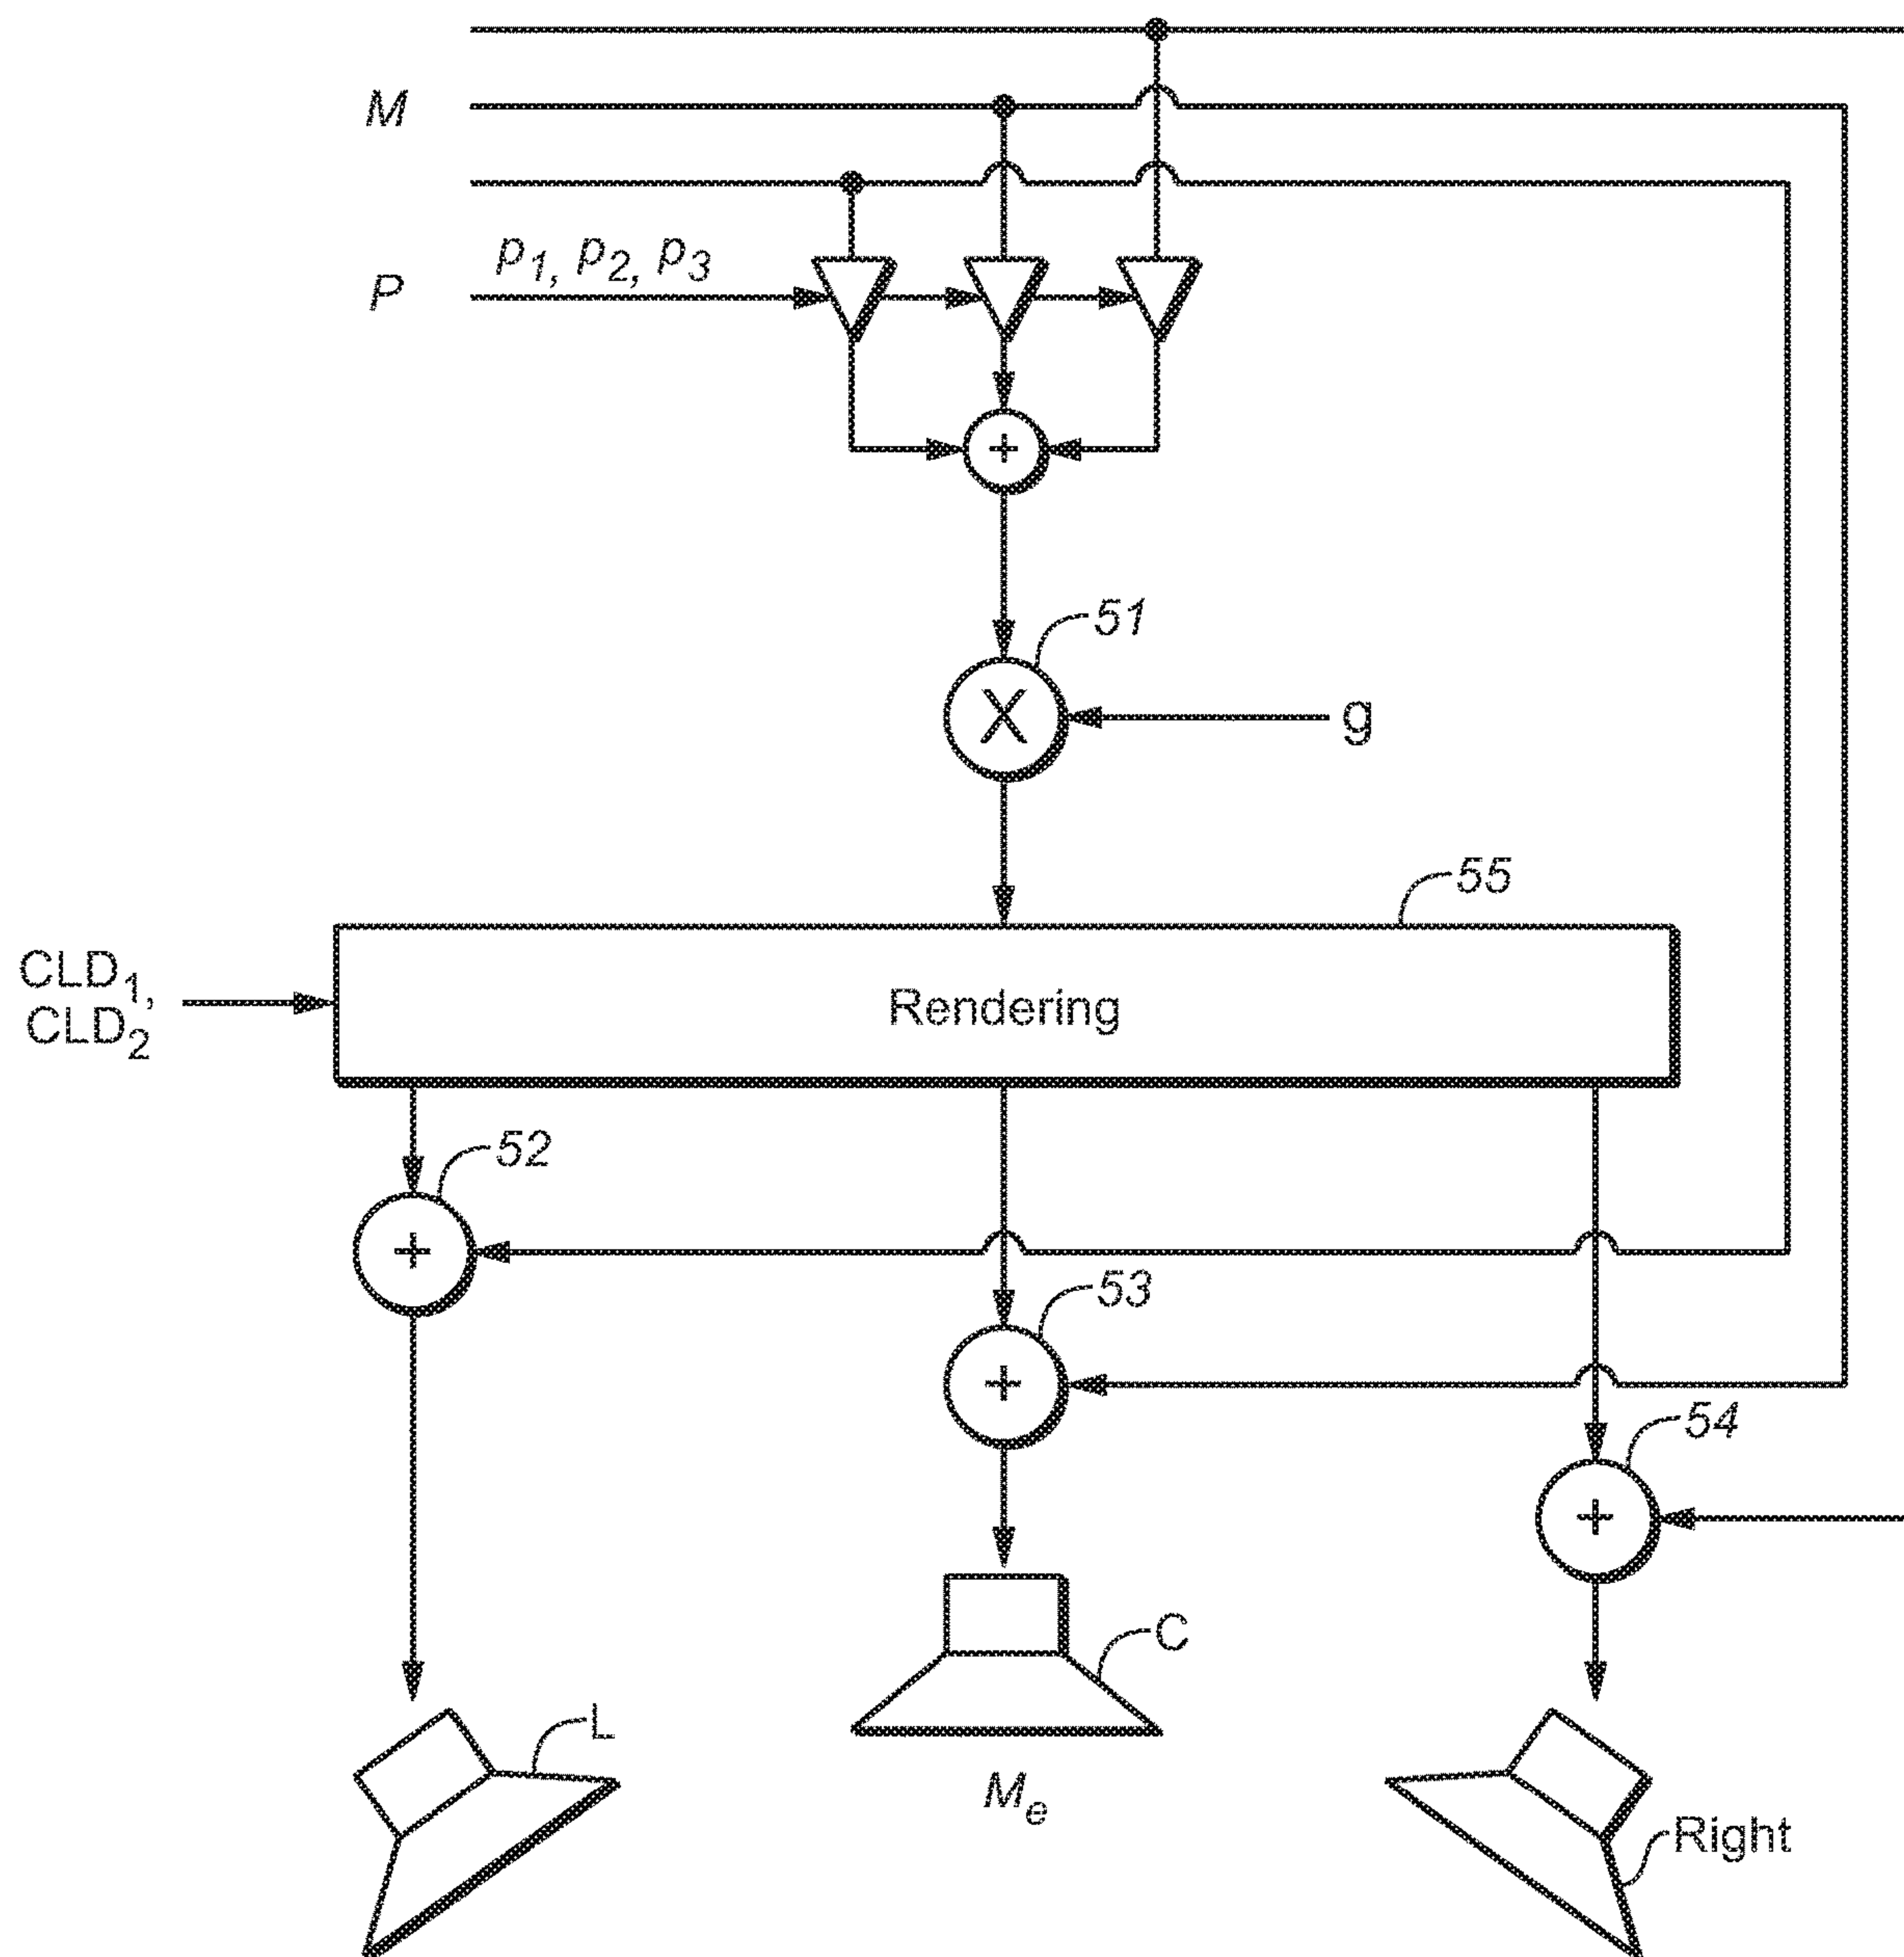 M
P
p1, p2, p3
+
51
X
g
55
CLD1,
CLD2
Rendering
52
+
53
+
54
+
C
L
Me
Right